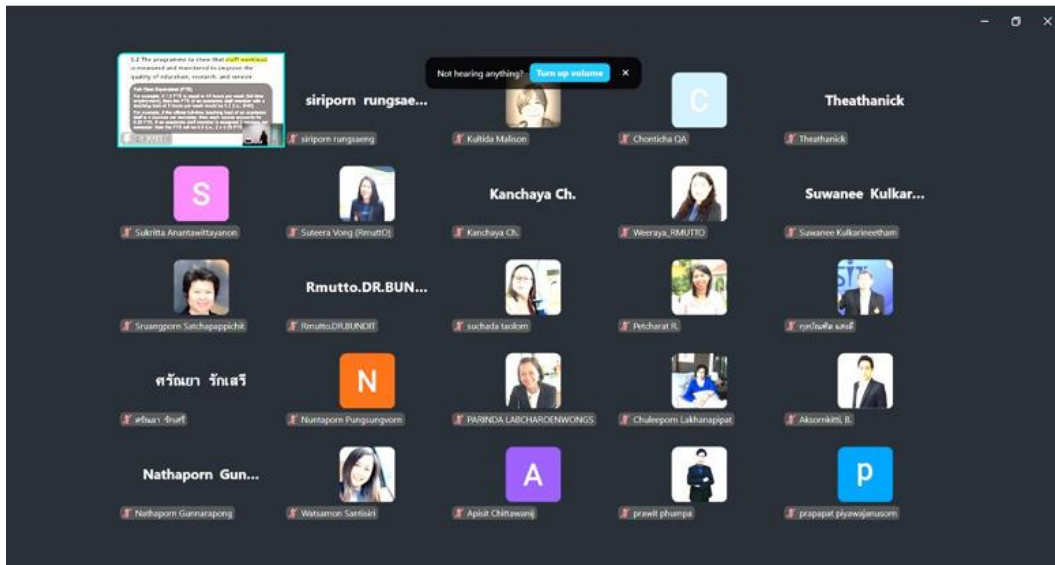 5.2 The programme to show that staff workload
is measured and monitored to improve the
quality of education, research, and service
Full-Time Equivalent (FTE)
Not hearing anything? Turn up volume
siriporn rungsae...
C
Theathanick
siriporn rungsaeng
Kultida Malison
Chonticha QA
Theathanick
S
Kanchaya Ch.
Suwanee Kulkar...
Sukritta Anantawittayanon
Suteera Vong (RmuttO)
Kanchaya Ch.
Weeraya_RMUTTO
Suwanee Kulkarineetham
Rmutto.DR.BUN...
Sruangporn Satchapappichit
Rmutto.DR.BUNDIT
suchada taolom
Petcharat R.
ศรัณยา รักเสรี
N
ศรัณยา รักเสรี
Nuntaporn Pungsungvorn
PARINDA LABCHAROENWONGS
Chuleeporn Lakhanapipat
Aksornkitti, B.
Nathaporn Gun...
A
p
Nathaporn Gunnarapong
Watsamon Santisiri
Apisit Chittawanij
prawit phumpa
prapapat piyawajanusorn